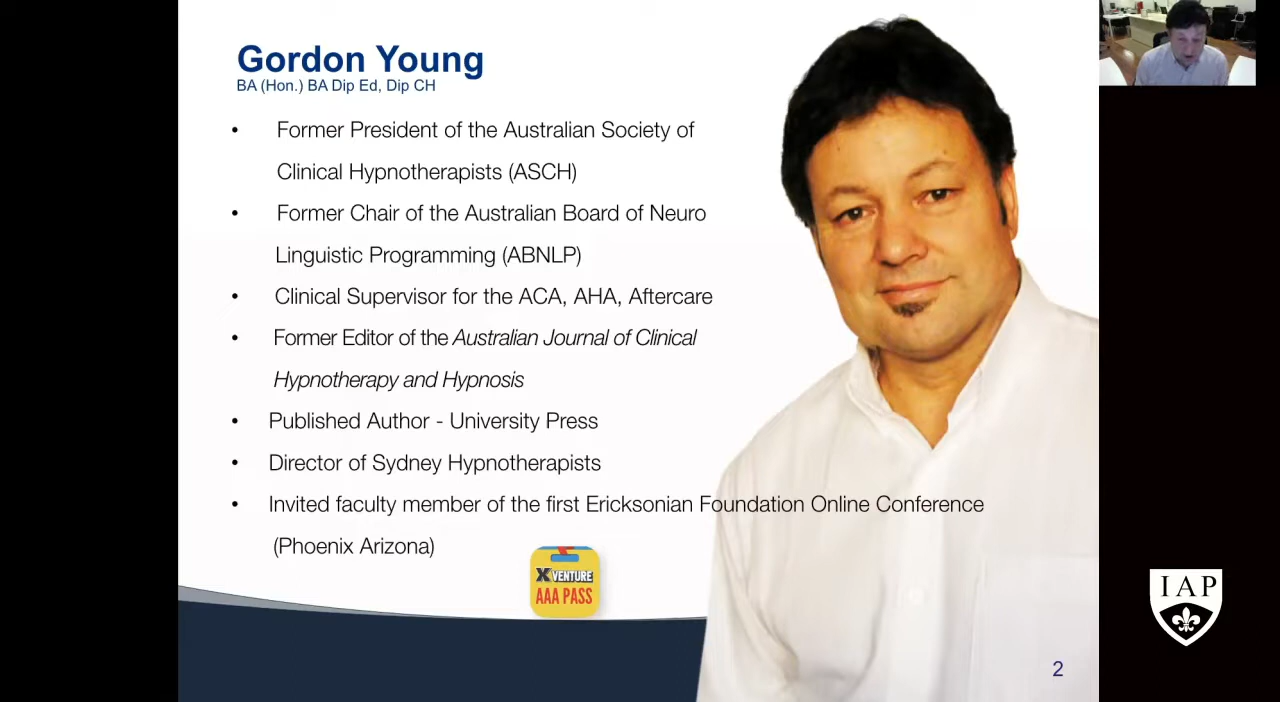 Gordon Young
BA (Hon.) BA Dip Ed, Dip CH
• Former President of the Australian Society of
Clinical Hypnotherapists (ASCH)
• Former Chair of the Australian Board of Neuro
Linguistic Programming (ABNLP)
• Clinical Supervisor for the ACA, AHA, Aftercare
• Former Editor of the Australian Journal of Clinical
Hypnotherapy and Hypnosis
• Published Author - University Press
• Director of Sydney Hypnotherapists
• Invited faculty member of the first Ericksonian Foundation Online Conference
(Phoenix Arizona)
XVENTURE
AAA PASS
IAP
2